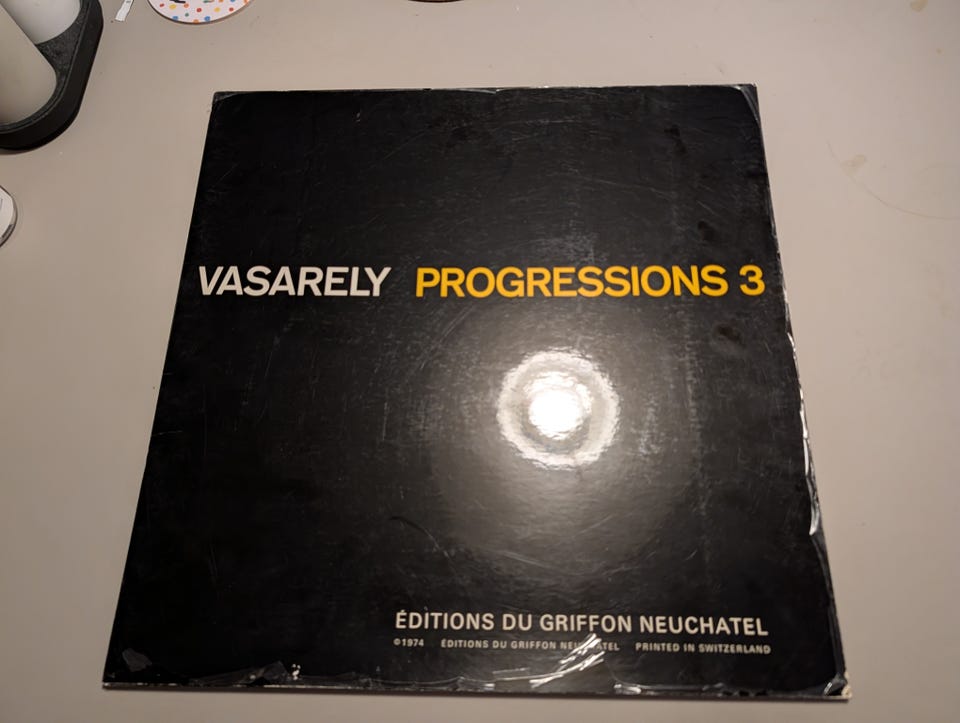 VASARELY PROGRESSIONS 3
ÉDITIONS DU GRIFFON NEUCHATEL
©1974 ÉDITIONS DU GRIFFON NEUCHATEL PRINTED IN SWITZERLAND